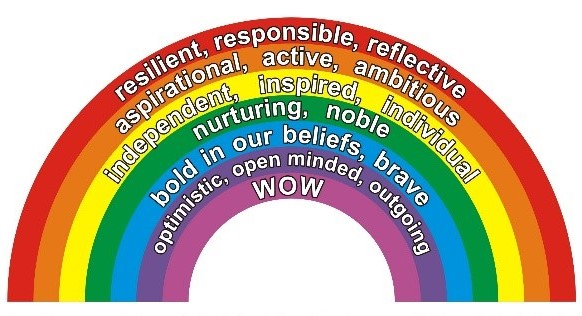 resilient, responsible, reflective
aspirational, active, ambitious
independent, inspired, individual
nurturing, noble
bold in our beliefs, brave
optimistic, open minded, outgoing
WOW